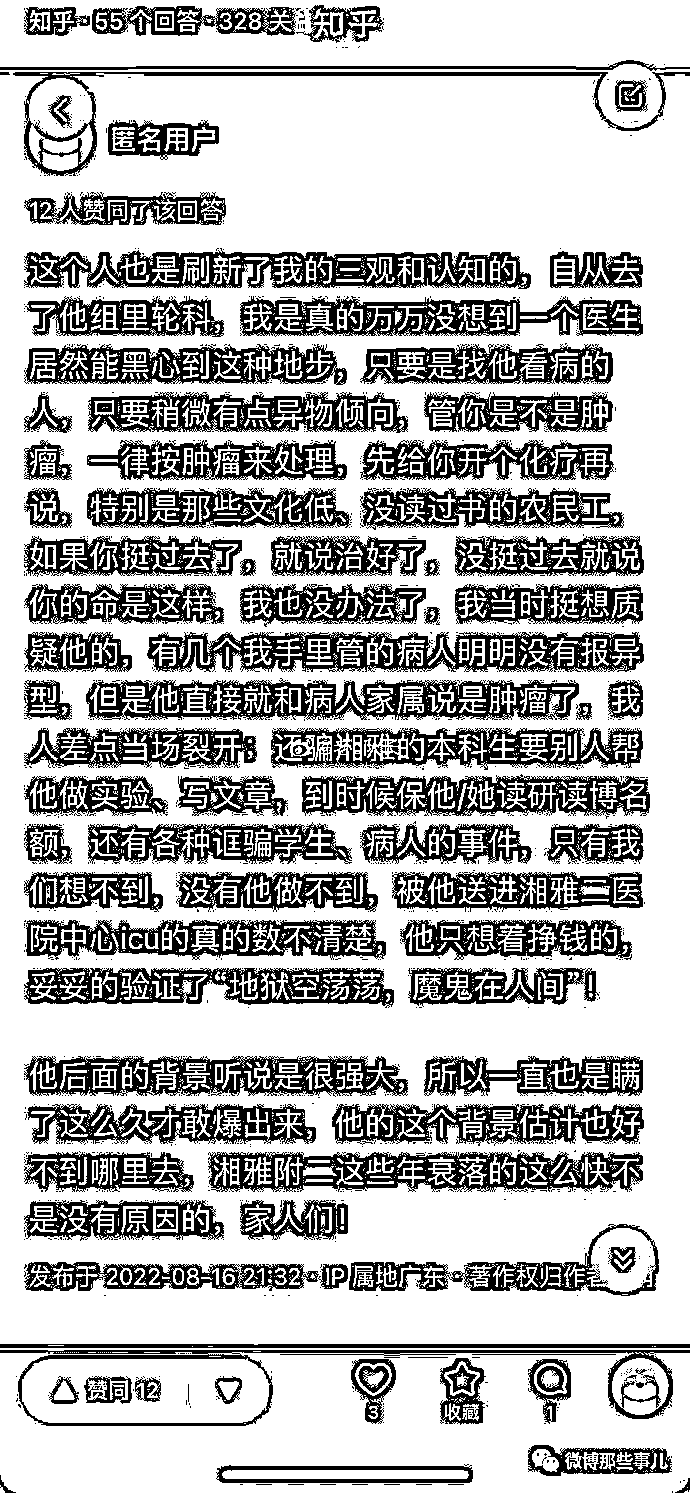 知乎 · 55 个回答 · 328 关
知乎
匿名用户
12 人赞同了该回答
这个人也是刷新了我的三观和认知的，自从去
了他组里轮科，我是真的万万没想到一个医生
居然能黑心到这种地步，只要是找他看病的
人，只要稍微有点异物倾向，管你是不是肿
瘤，一律按肿瘤来处理，先给你开个化疗再
说，特别是那些文化低、没读过书的农民工，
如果你挺过去了，就说治好了，没挺过去就说
你的命是这样，我也没办法了，我当时挺想质
疑他的，有几个我手里管的病人明明没有报异
型，但是他直接就和病人家属说是肿瘤了，我
人差点当场裂开；还骗湘雅的本科生要别人帮
他做实验、写文章，到时候保他/她读研读博名
额，还有各种诓骗学生、病人的事件，只有我
们想不到，没有他做不到，被他送进湘雅二医
院中心icu的真的数不清楚，他只想着挣钱的，
妥妥的验证了“地狱空荡荡，魔鬼在人间”！
他后面的背景听说是很强大，所以一直也是瞒
了这么久才敢爆出来，他的这个背景估计也好
不到哪里去，湘雅附二这些年衰落的这么快不
是没有原因的，家人们！
发布于 2022-08-16 21:32 · IP 属地广东 · 著作权归作
赞同 12
3
收藏
1
微博那些事儿